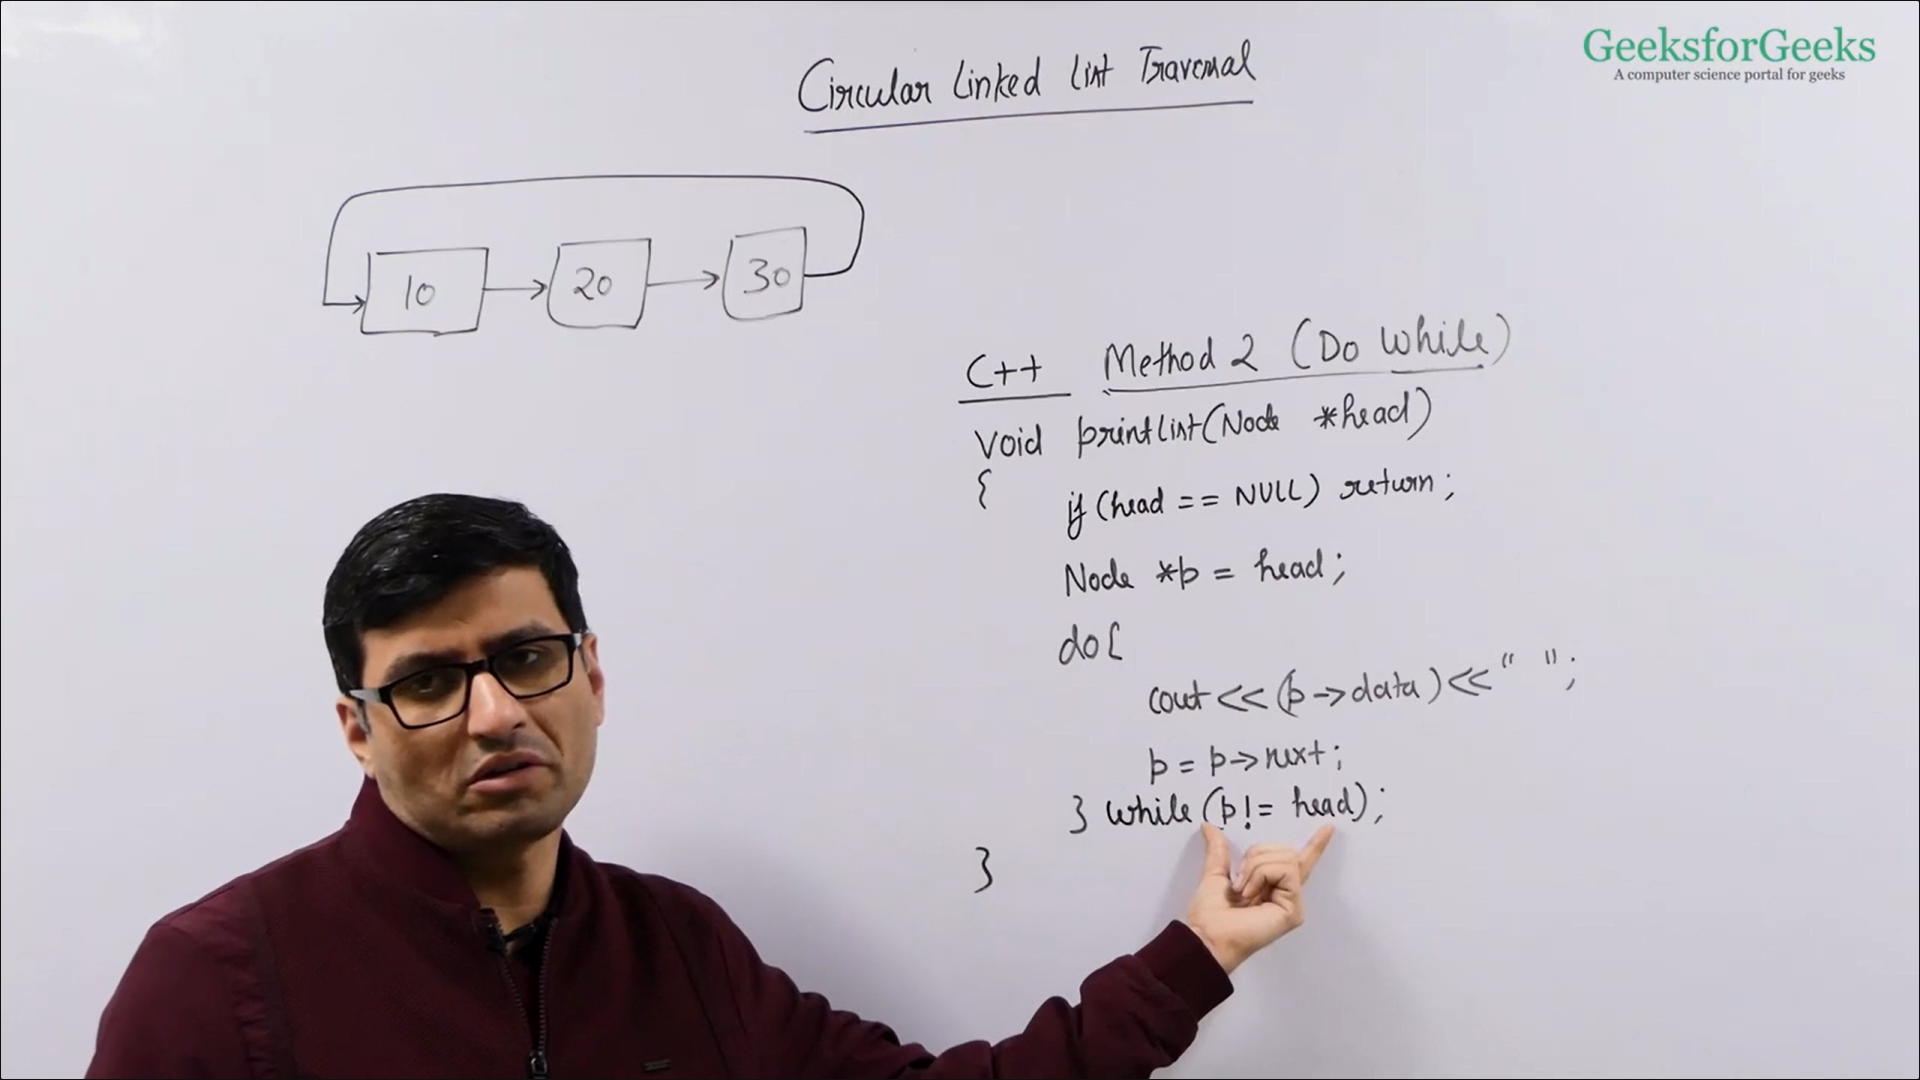 GeeksforGeeks
A computer science portal for geeks
Circular Linked List Traversal
10
20
30
C++ Method 2 (Do While)
Void printlist(Node *head)
{
if (head == NULL) return;
Node *p = head;
do{
cout << (p->data) << " ";
p = p->next;
} while (p != head);
}